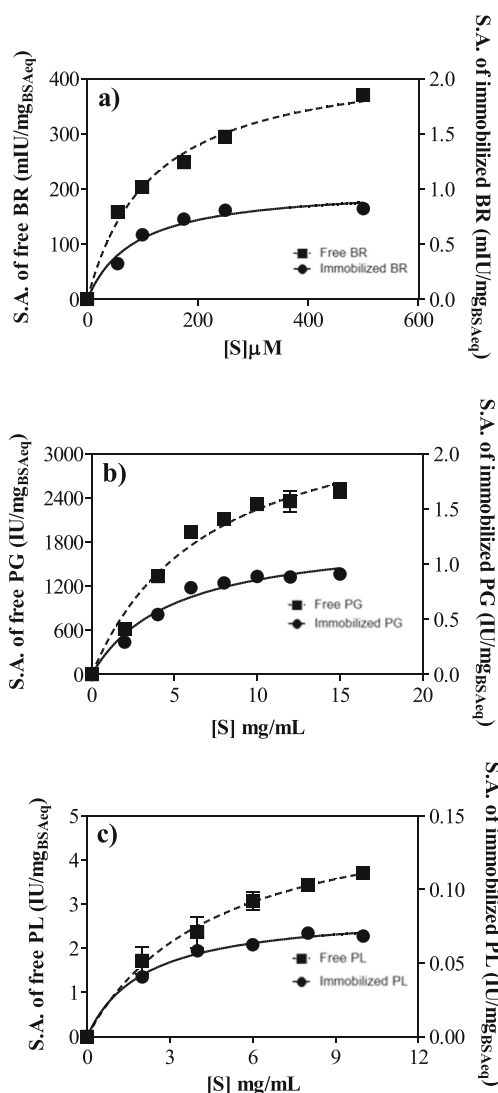 a)
S.A. of free BR (mIU/mgBSAeq)
400
300
200
100
0
S.A. of immobilized BR (mIU/mgBSAeq)
2.0
1.5
1.0
0.5
0.0
Free BR
Immobilized BR
0 200 400 600
[S]µM
b)
S.A. of free PG (IU/mgBSAeq)
3000
2400
1800
1200
600
0
S.A. of immobilized PG (IU/mgBSAeq)
2.0
1.5
1.0
0.5
0.0
Free PG
Immobilized PG
0 5 10 15 20
[S] mg/mL
c)
S.A. of free PL (IU/mgBSAeq)
5
4
3
2
1
0
S.A. of immobilized PL (IU/mgBSAeq)
0.15
0.10
0.05
0.00
Free PL
Immobilized PL
0 3 6 9 12
[S] mg/mL